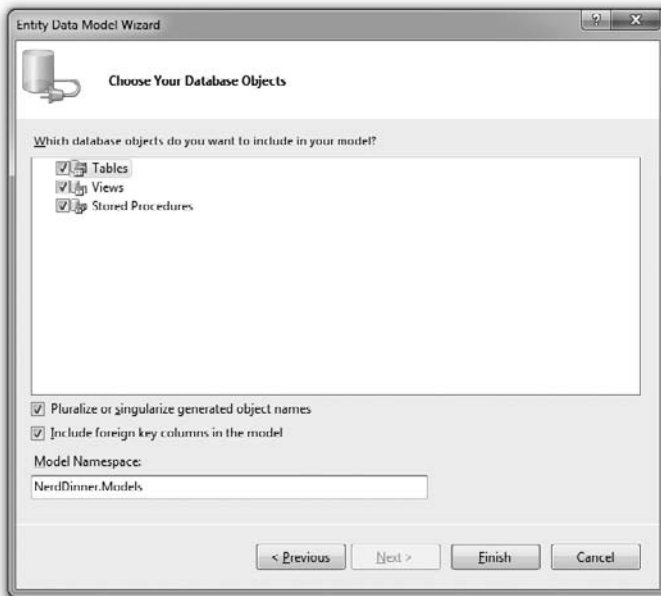 Entity Data Model Wizard
Choose Your Database Objects
Which database objects do you want to include in your model?
Tables
Views
Stored Procedures
Pluralize or singularize generated object names
Include foreign key columns in the model
Model Namespace:
NerdDinner.Models
< Previous
Next >
Finish
Cancel